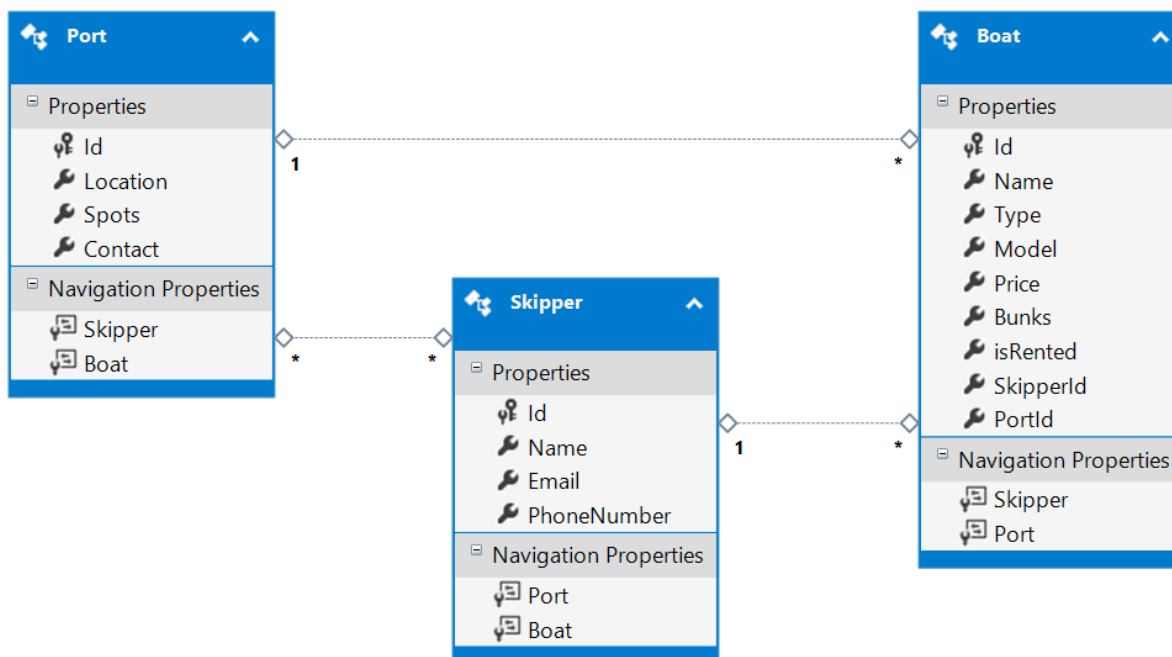 Port
Properties
Id
Location
Spots
Contact
Navigation Properties
Skipper
Boat
1
*
*
*
Skipper
Properties
Id
Name
Email
PhoneNumber
Navigation Properties
Port
Boat
1
*
Boat
Properties
Id
Name
Type
Model
Price
Bunks
isRented
SkipperId
PortId
Navigation Properties
Skipper
Port